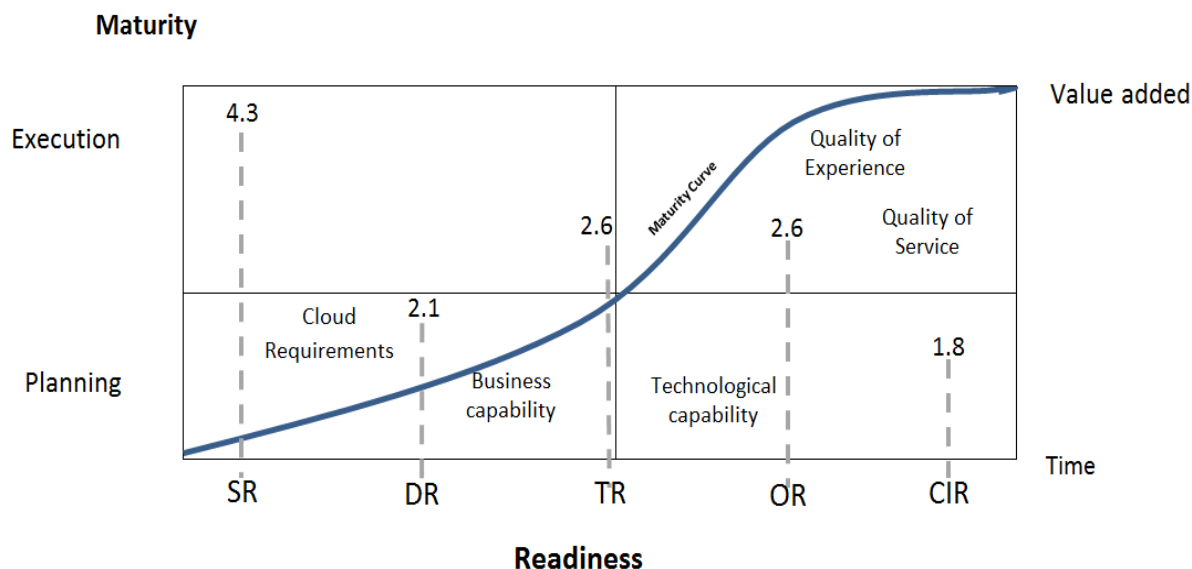 Maturity
Value added
4.3
Execution
Quality of
Experience
Maturity Curve
Quality of
Service
2.6
2.6
2.1
Cloud
Requirements
1.8
Planning
Business
capability
Technological
capability
Time
SR
DR
TR
OR
CIR
Readiness